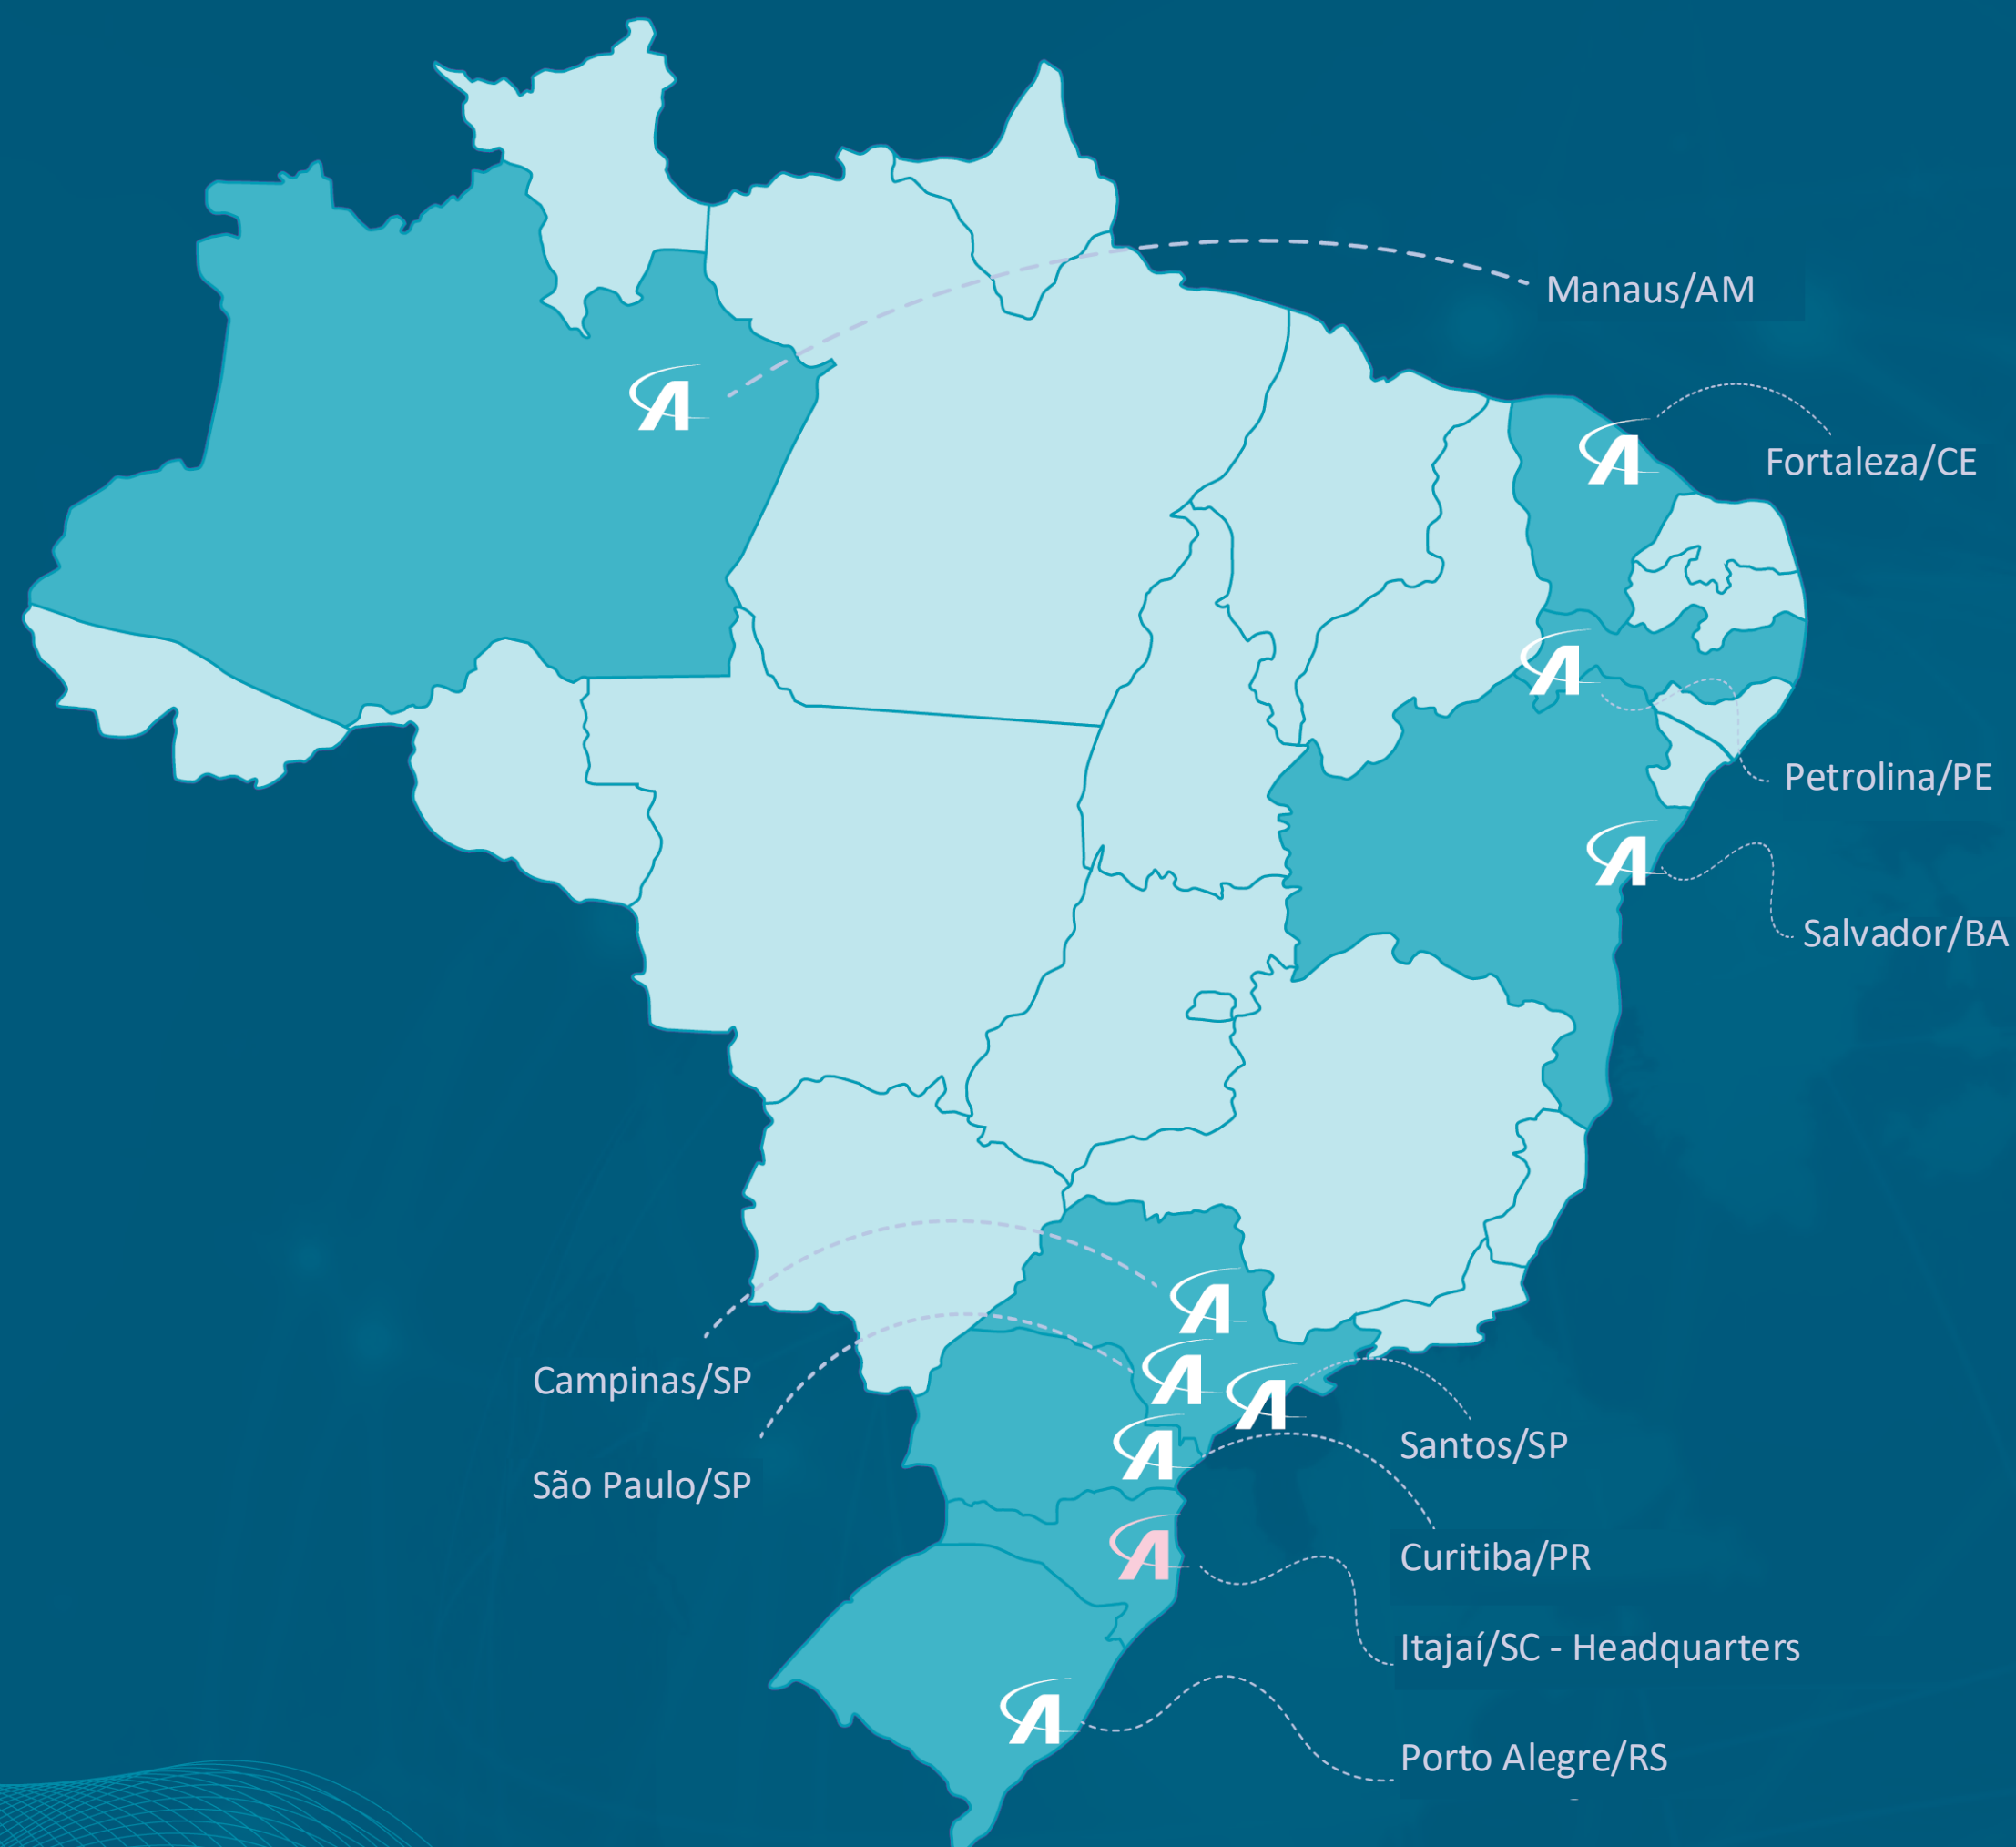 Manaus/AM
Fortaleza/CE
Petrolina/PE
Salvador/BA
Campinas/SP
Santos/SP
São Paulo/SP
Curitiba/PR
Itajaí/SC - Headquarters
Porto Alegre/RS